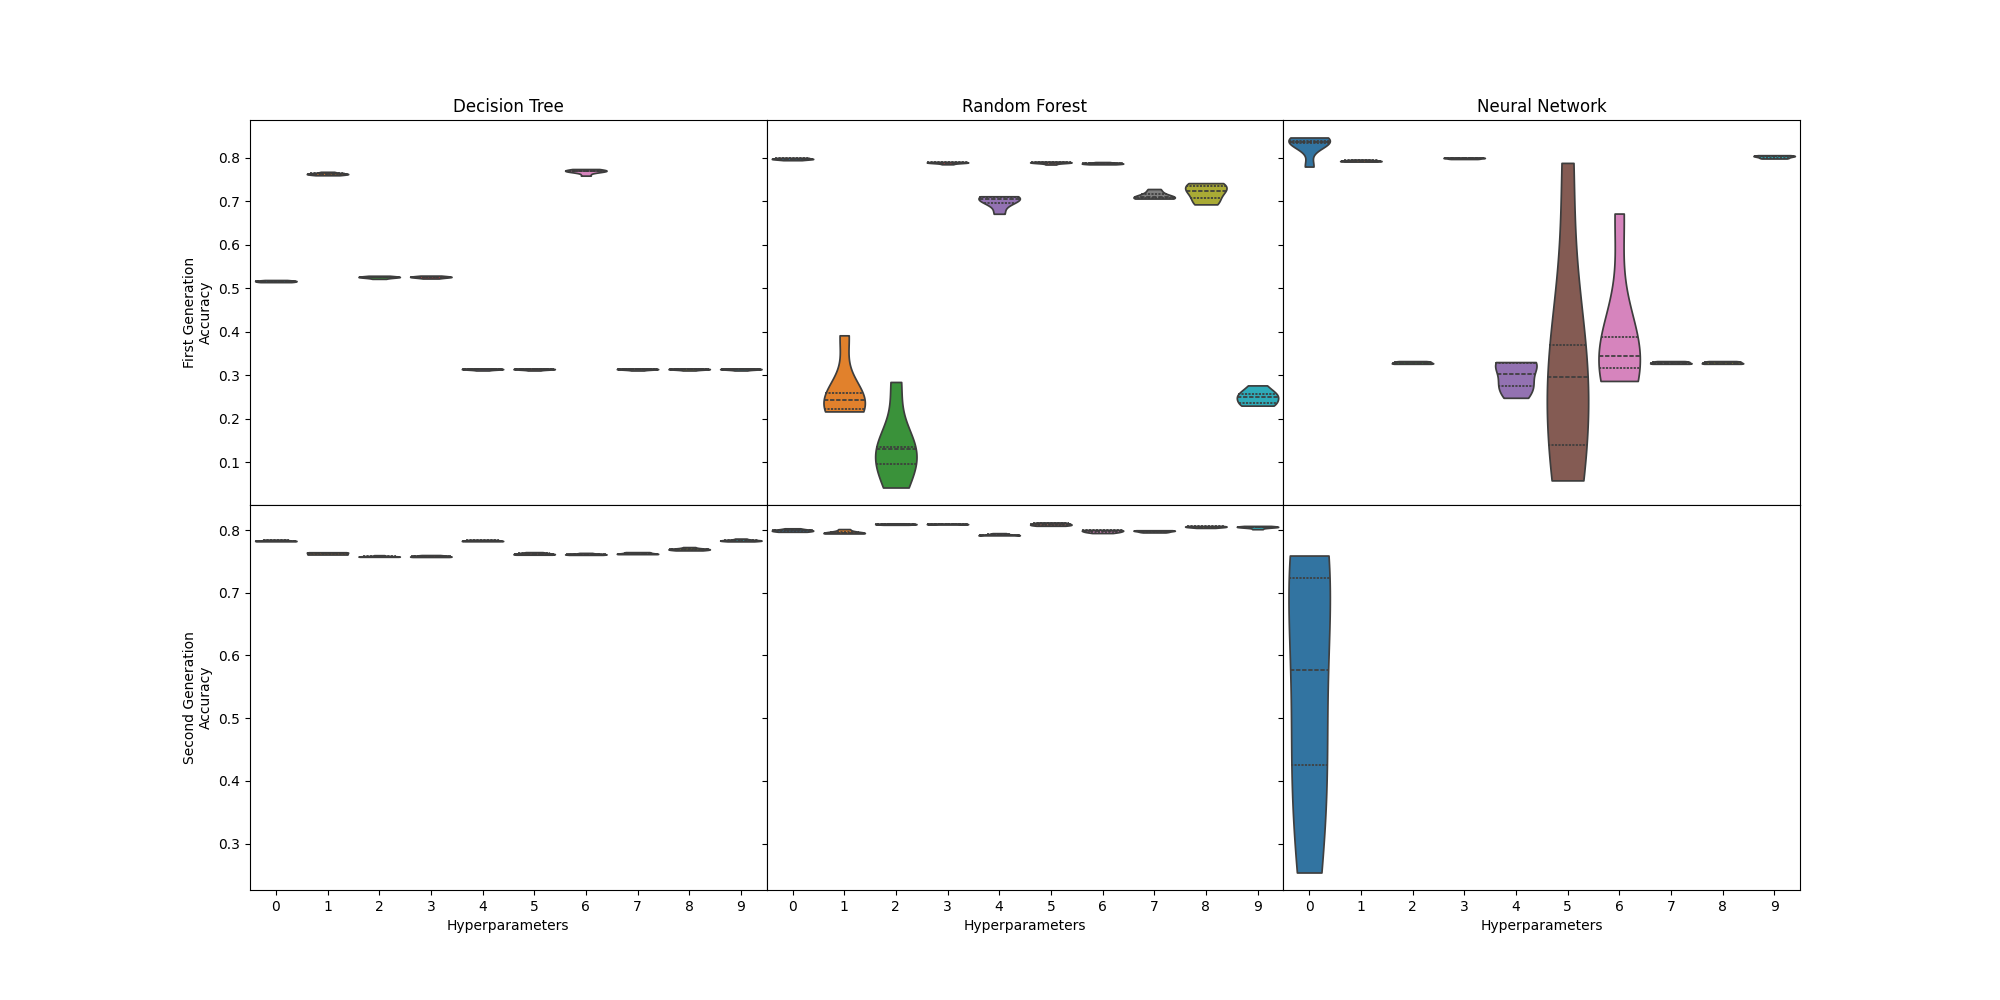 Decision Tree
Random Forest
Neural Network
First Generation
Accuracy
0.8
0.7
0.6
0.5
0.4
0.3
0.2
0.1
Second Generation
Accuracy
0.8
0.7
0.6
0.5
0.4
0.3
0 1 2 3 4 5 6 7 8 9
0 1 2 3 4 5 6 7 8 9
0 1 2 3 4 5 6 7 8 9
Hyperparameters
Hyperparameters
Hyperparameters